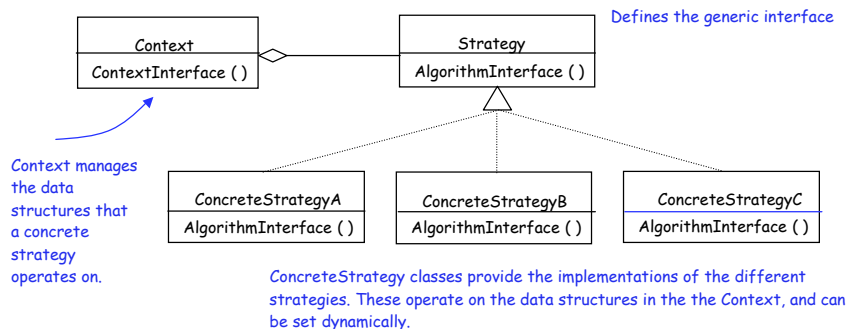 Defines the generic interface
Context
ContextInterface ( )
Strategy
AlgorithmInterface ( )
Context manages
the data
structures that
a concrete
strategy
operates on.
ConcreteStrategyA
AlgorithmInterface ( )
ConcreteStrategyB
AlgorithmInterface ( )
ConcreteStrategyC
AlgorithmInterface ( )
ConcreteStrategy classes provide the implementations of the different
strategies. These operate on the data structures in the the Context, and can
be set dynamically.